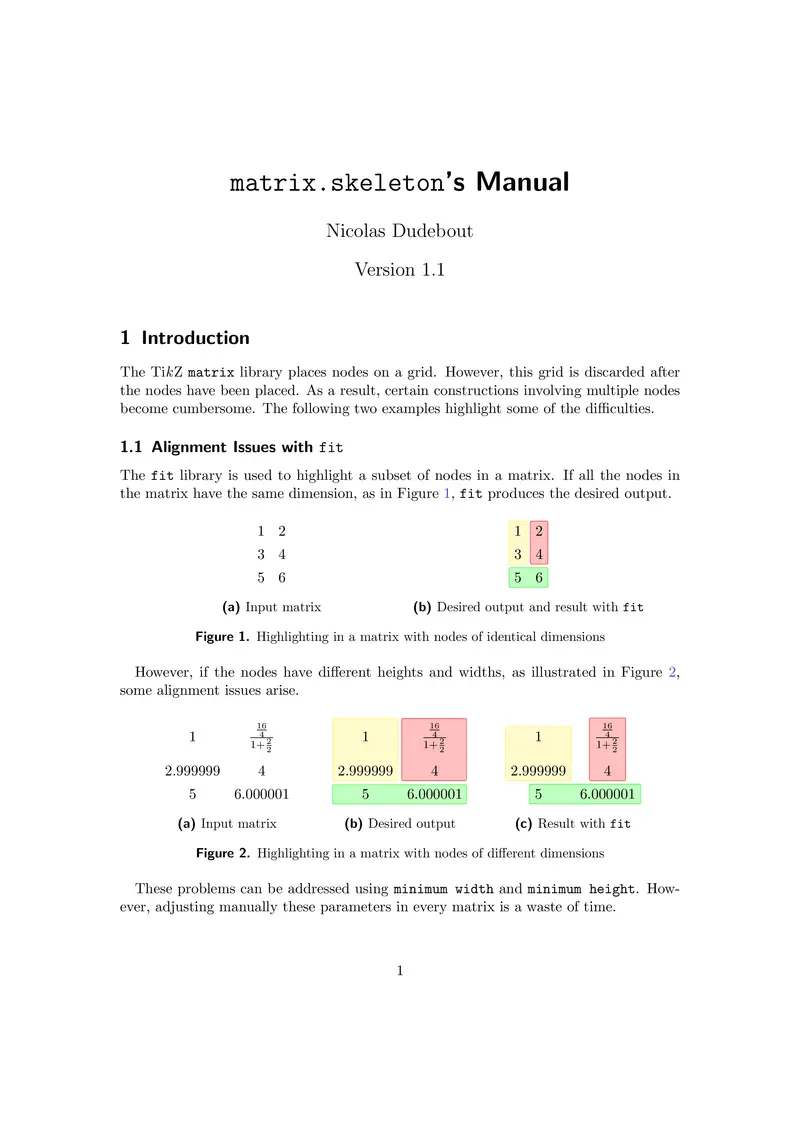 matrix.skeleton's Manual
Nicolas Dudebout
Version 1.1
1 Introduction
The TikZ matrix library places nodes on a grid. However, this grid is discarded after
the nodes have been placed. As a result, certain constructions involving multiple nodes
become cumbersome. The following two examples highlight some of the difficulties.
1.1 Alignment Issues with fit
The fit library is used to highlight a subset of nodes in a matrix. If all the nodes in
the matrix have the same dimension, as in Figure 1, fit produces the desired output.
1 2
3 4
5 6
(a) Input matrix
1 2
3 4
5 6
(b) Desired output and result with fit
Figure 1. Highlighting in a matrix with nodes of identical dimensions
However, if the nodes have different heights and widths, as illustrated in Figure 2,
some alignment issues arise.
1 \frac{\frac{16}{4}}{1+\frac{2}{2}}
2.999999 4
5 6.000001
(a) Input matrix
1 \frac{\frac{16}{4}}{1+\frac{2}{2}}
2.999999 4
5 6.000001
(b) Desired output
1 \frac{\frac{16}{4}}{1+\frac{2}{2}}
2.999999 4
5 6.000001
(c) Result with fit
Figure 2. Highlighting in a matrix with nodes of different dimensions
These problems can be addressed using minimum width and minimum height. How-
ever, adjusting manually these parameters in every matrix is a waste of time.
1